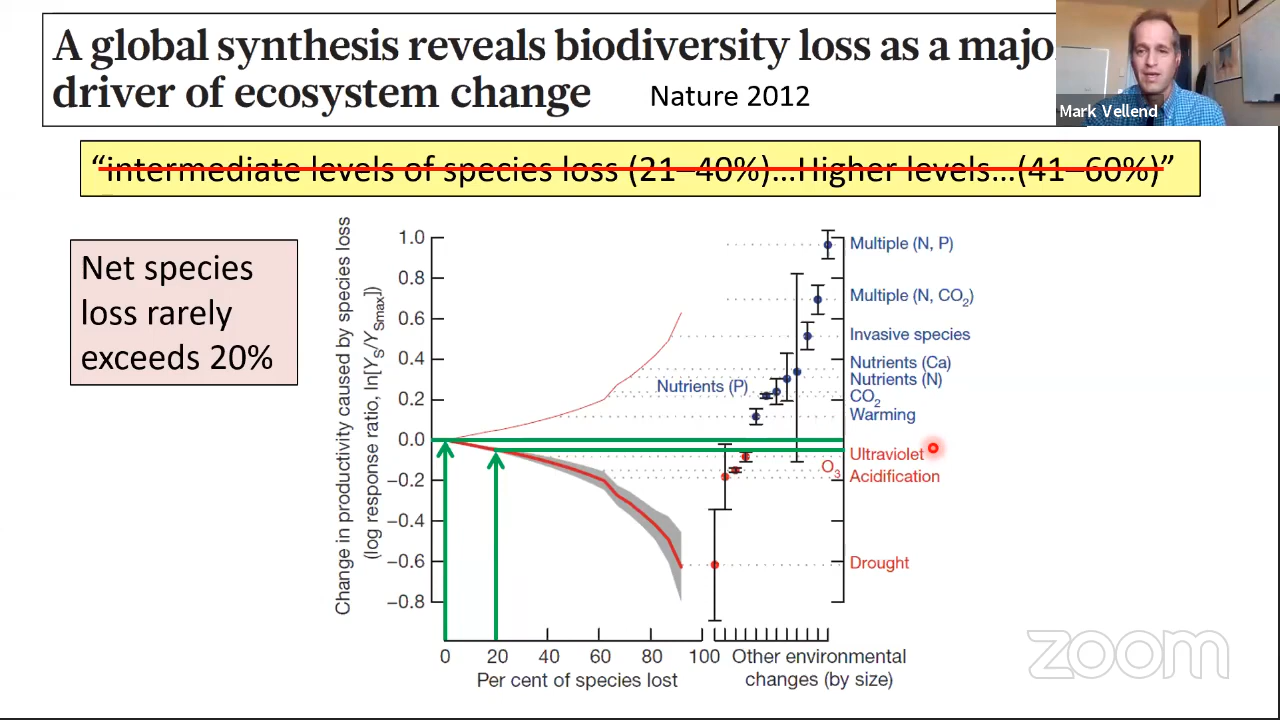 A global synthesis reveals biodiversity loss as a majo
driver of ecosystem change
Nature 2012
Mark Vellend
“intermediate levels of species loss (21–40%)…Higher levels…(41–60%)”
Net species
loss rarely
exceeds 20%
Change in productivity caused by species loss
(log response ratio, ln[Y_S/Y_Smax])
1.0
0.8
0.6
0.4
0.2
0.0
−0.2
−0.4
−0.6
−0.8
Multiple (N, P)
Multiple (N, CO₂)
Invasive species
Nutrients (Ca)
Nutrients (P)
Nutrients (N)
CO₂
Warming
Ultraviolet
O₃
Acidification
Drought
0 20 40 60 80 100
Per cent of species lost
Other environmental
changes (by size)
zoom